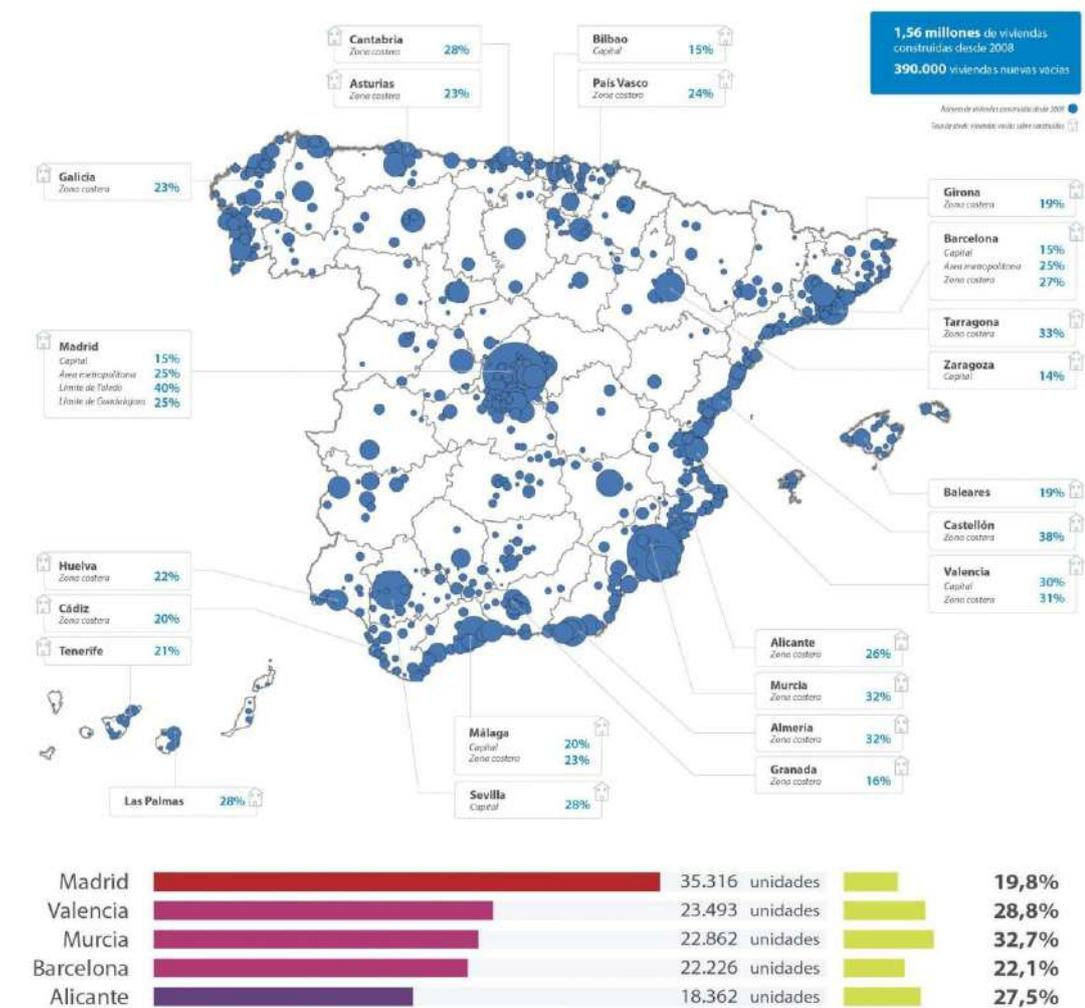 Cantabria
Zona costera 28%
Bilbao
Capital 15%
1,56 millones de viviendas
construidas desde 2008
390.000 viviendas nuevas vacías
Asturias
Zona costera 23%
País Vasco
Zona costera 24%
Número de viviendas construidas desde 2008
Galicia
Zona costera 23%
Girona
Zona costera 19%
Barcelona
Capital 15%
Área metropolitana 25%
Zona costera 27%
Tarragona
Zona costera 33%
Zaragoza
Capital 14%
Madrid
Capital 15%
Área metropolitana 25%
Límite de Toledo 40%
Límite de Guadalajara 25%
Baleares 19%
Castellón
Zona costera 38%
Valencia
Capital 30%
Zona costera 31%
Huelva
Zona costera 22%
Cádiz
Zona costera 20%
Tenerife 21%
Alicante
Zona costera 26%
Murcia
Zona costera 32%
Almería
Zona costera 32%
Granada
Zona costera 16%
Málaga
Capital 20%
Zona costera 23%
Sevilla
Capital 28%
Las Palmas 28%
Madrid 35.316 unidades 19,8%
Valencia 23.493 unidades 28,8%
Murcia 22.862 unidades 32,7%
Barcelona 22.226 unidades 22,1%
Alicante 18.362 unidades 27,5%